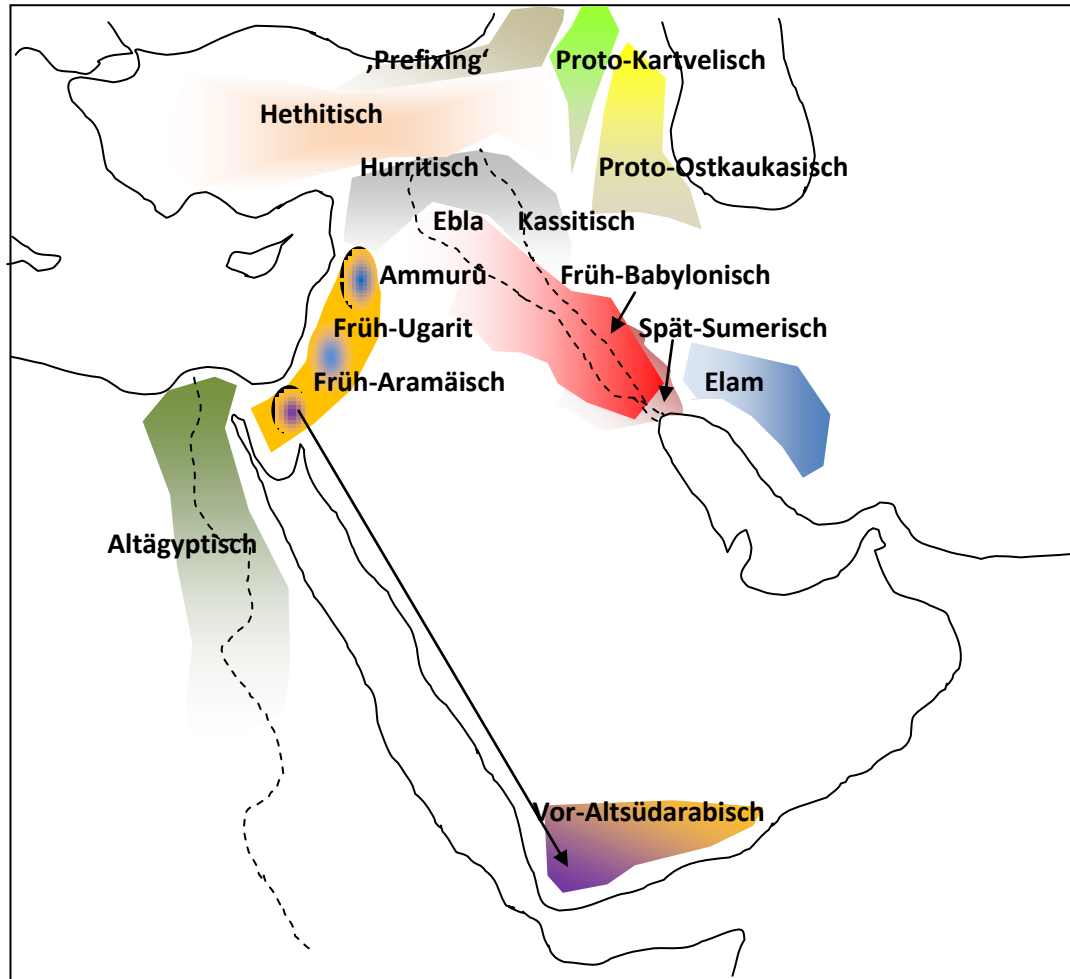 ‚Prefixing‘
Proto-Kartvelisch
Hethitisch
Hurritisch
Proto-Ostkaukasisch
Ebla
Kassitisch
Ammurû
Früh-Babylonisch
Früh-Ugarit
Spät-Sumerisch
Früh-Aramäisch
Elam
Altägyptisch
Vor-Altsüdarabisch